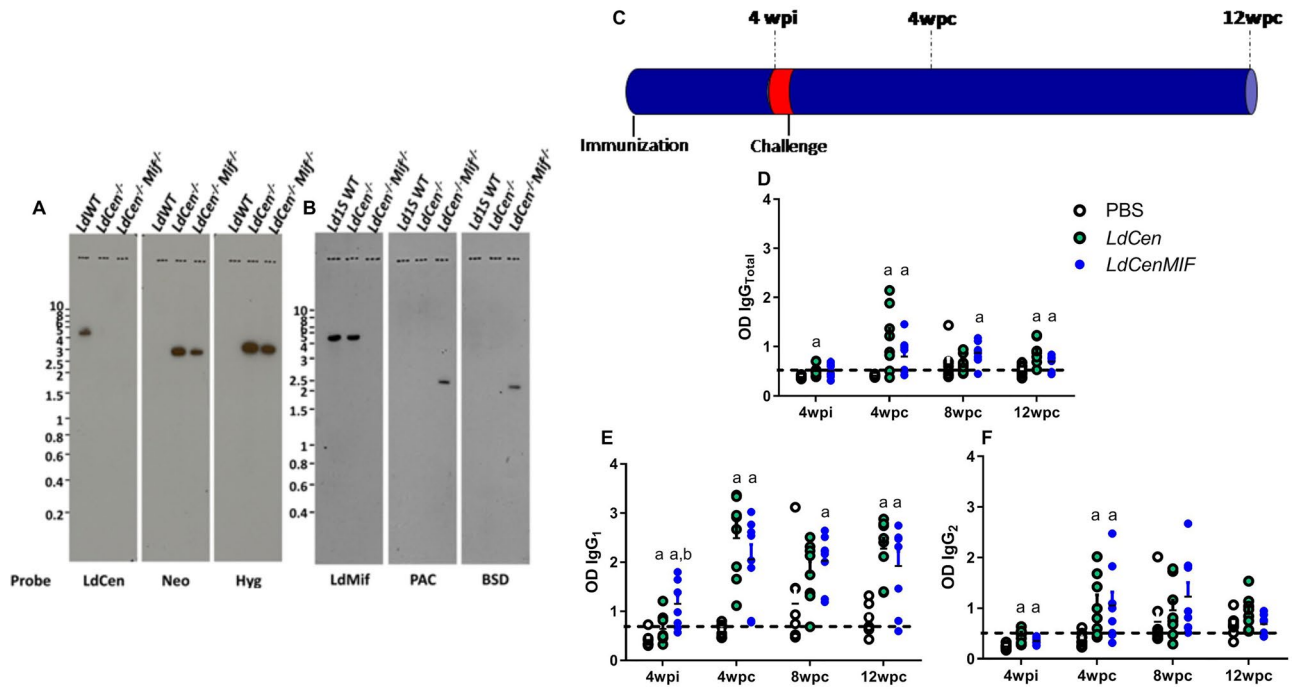 C
4 wpi
4wpc
12wpc
Immunization
Challenge
A
LdWT
LdCen-/-
LdCen-/- Mif-/-
LdWT
LdCen-/-
LdCen-/- Mif-/-
LdWT
LdCen-/-
LdCen-/- Mif-/-
10
8
6
5
4
3
2.5
2
1.5
1
0.8
0.6
0.4
0.2
Probe
LdCen
Neo
Hyg
B
Ld1S WT
LdCen-/-
LdCen-/- Mif-/-
Ld1S WT
LdCen-/-
LdCen-/- Mif-/-
Ld1S WT
LdCen-/-
LdCen-/-Mif-/-
10
8
6
5
4
3
2.5
2
1.5
1
0.8
0.6
0.4
LdMif
PAC
BSD
D
OD IgGTotal
4
3
2
1
0
a
a a
a
a a
4wpi
4wpc
8wpc
12wpc
PBS
LdCen
LdCenMIF
E
OD IgG1
4
3
2
1
0
a a,b
a a
a
a a
4wpi
4wpc
8wpc
12wpc
F
OD IgG2
4
3
2
1
0
a a
a a
4wpi
4wpc
8wpc
12wpc